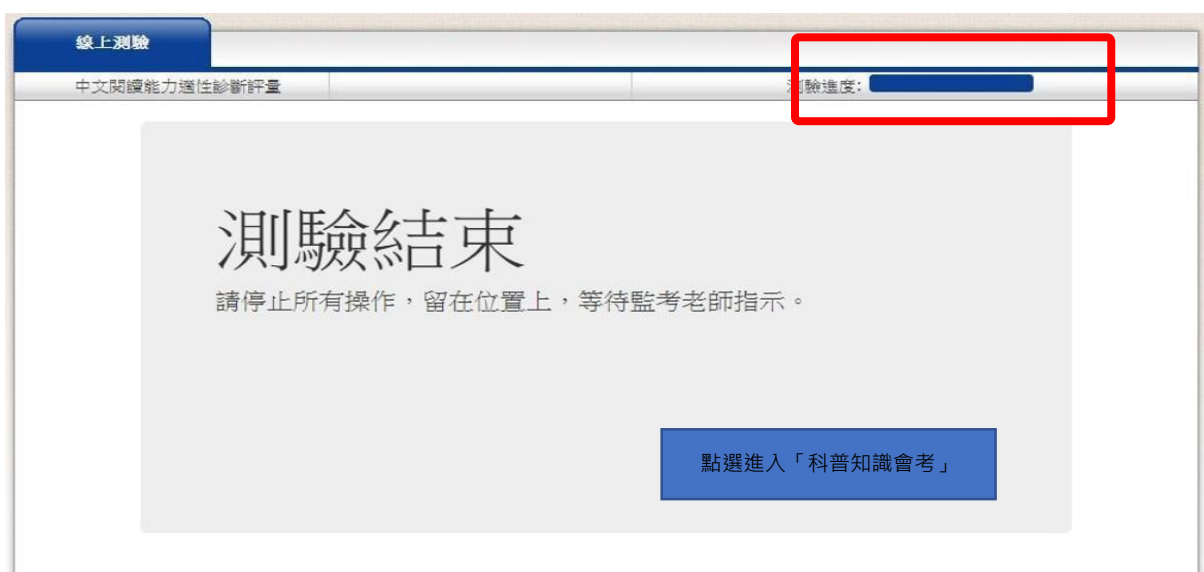 線上測驗
中文閱讀能力適性診斷評量
測驗進度:
測驗結束
請停止所有操作，留在位置上，等待監考老師指示。
點選進入「科普知識會考」